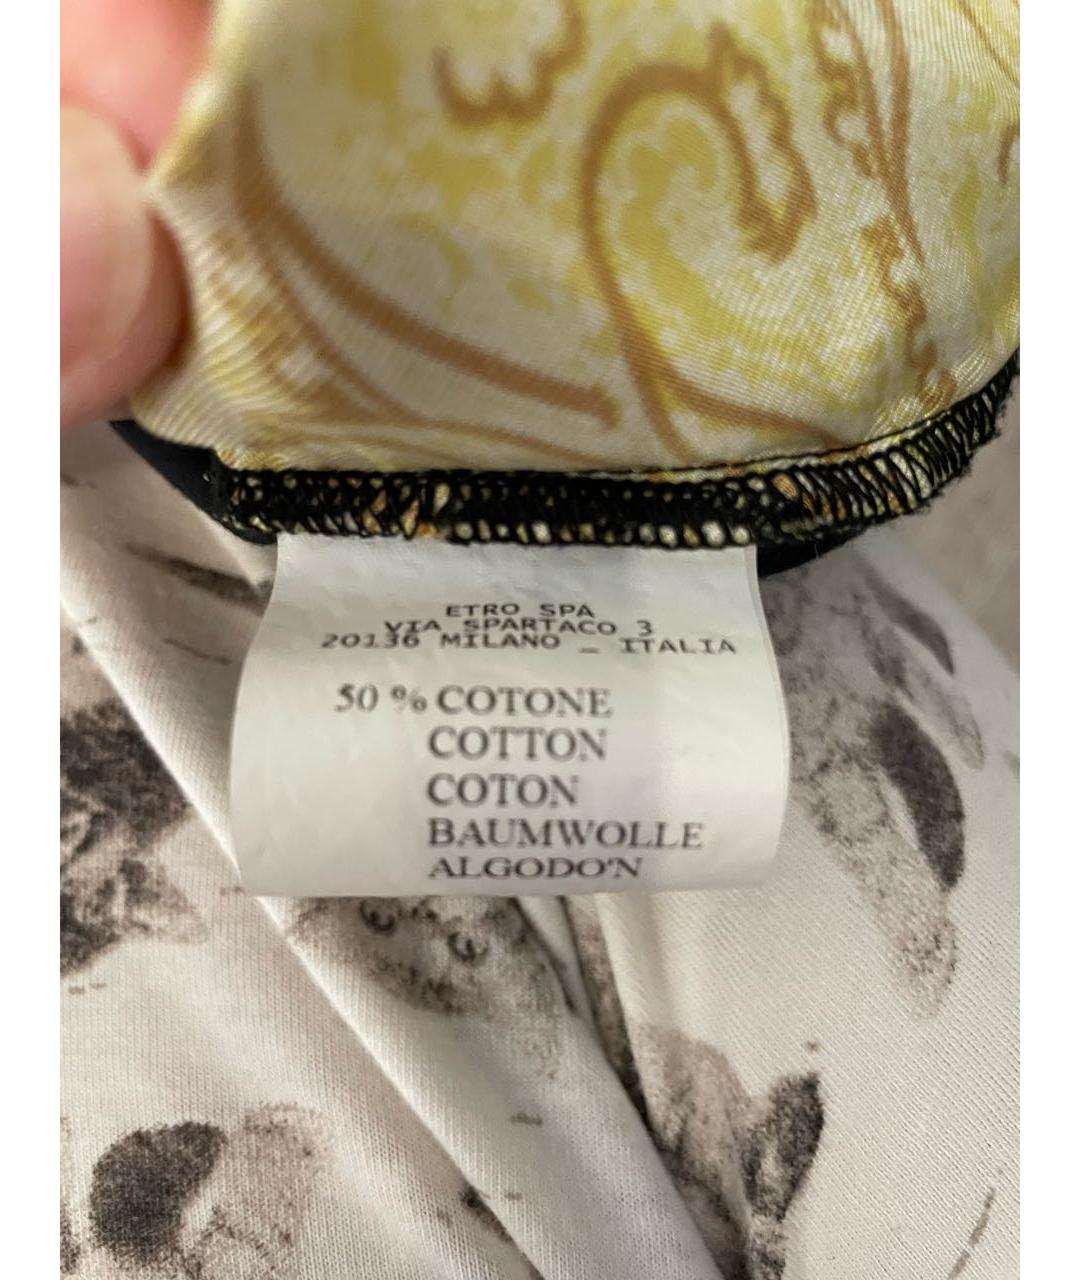 ETRO SPA
VIA SPARTACO 3
20136 MILANO _ ITALIA
50 % COTONE
COTTON
COTON
BAUMWOLLE
ALGODO'N